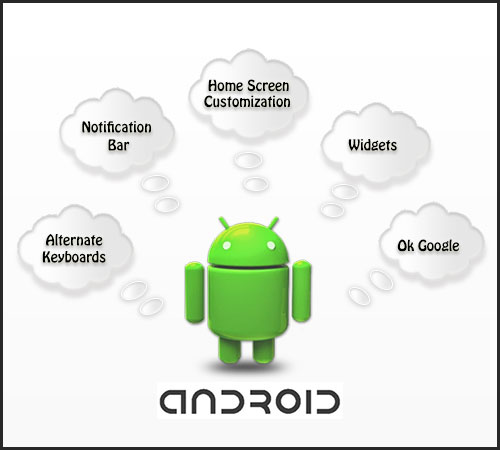 Home Screen
Customization
Notification
Bar
Widgets
Alternate
Keyboards
Ok Google
ANDROID